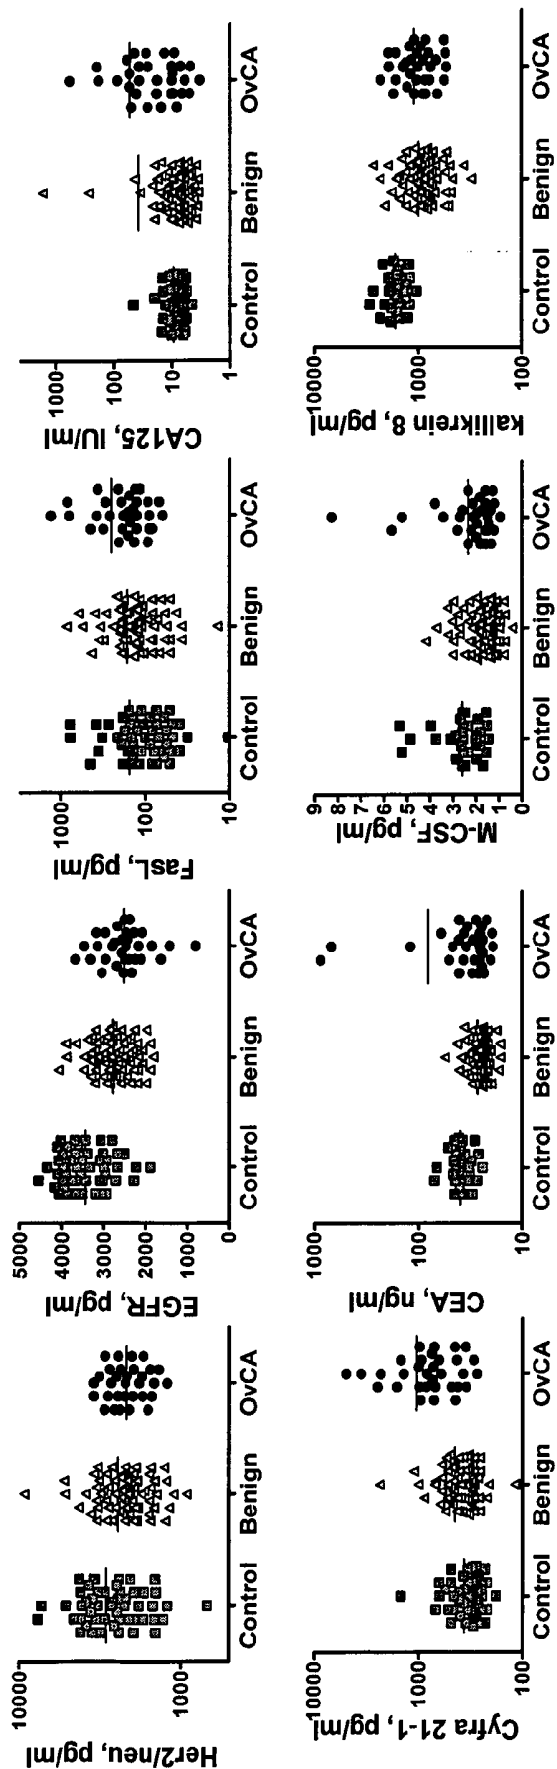 Her2/neu, pg/ml
10000
1000
Control Benign OvCA
EGFR, pg/ml
5000
4000
3000
2000
1000
0
Control Benign OvCA
FasL, pg/ml
1000
100
10
Control Benign OvCA
CA125, IU/ml
1000
100
10
1
Control Benign OvCA
Cyfra 21-1, pg/ml
10000
1000
100
Control Benign OvCA
CEA, ng/ml
1000
100
10
Control Benign OvCA
M-CSF, pg/ml
9
8
7
6
5
4
3
2
1
0
Control Benign OvCA
kallikrein 8, pg/ml
10000
1000
100
Control Benign OvCA